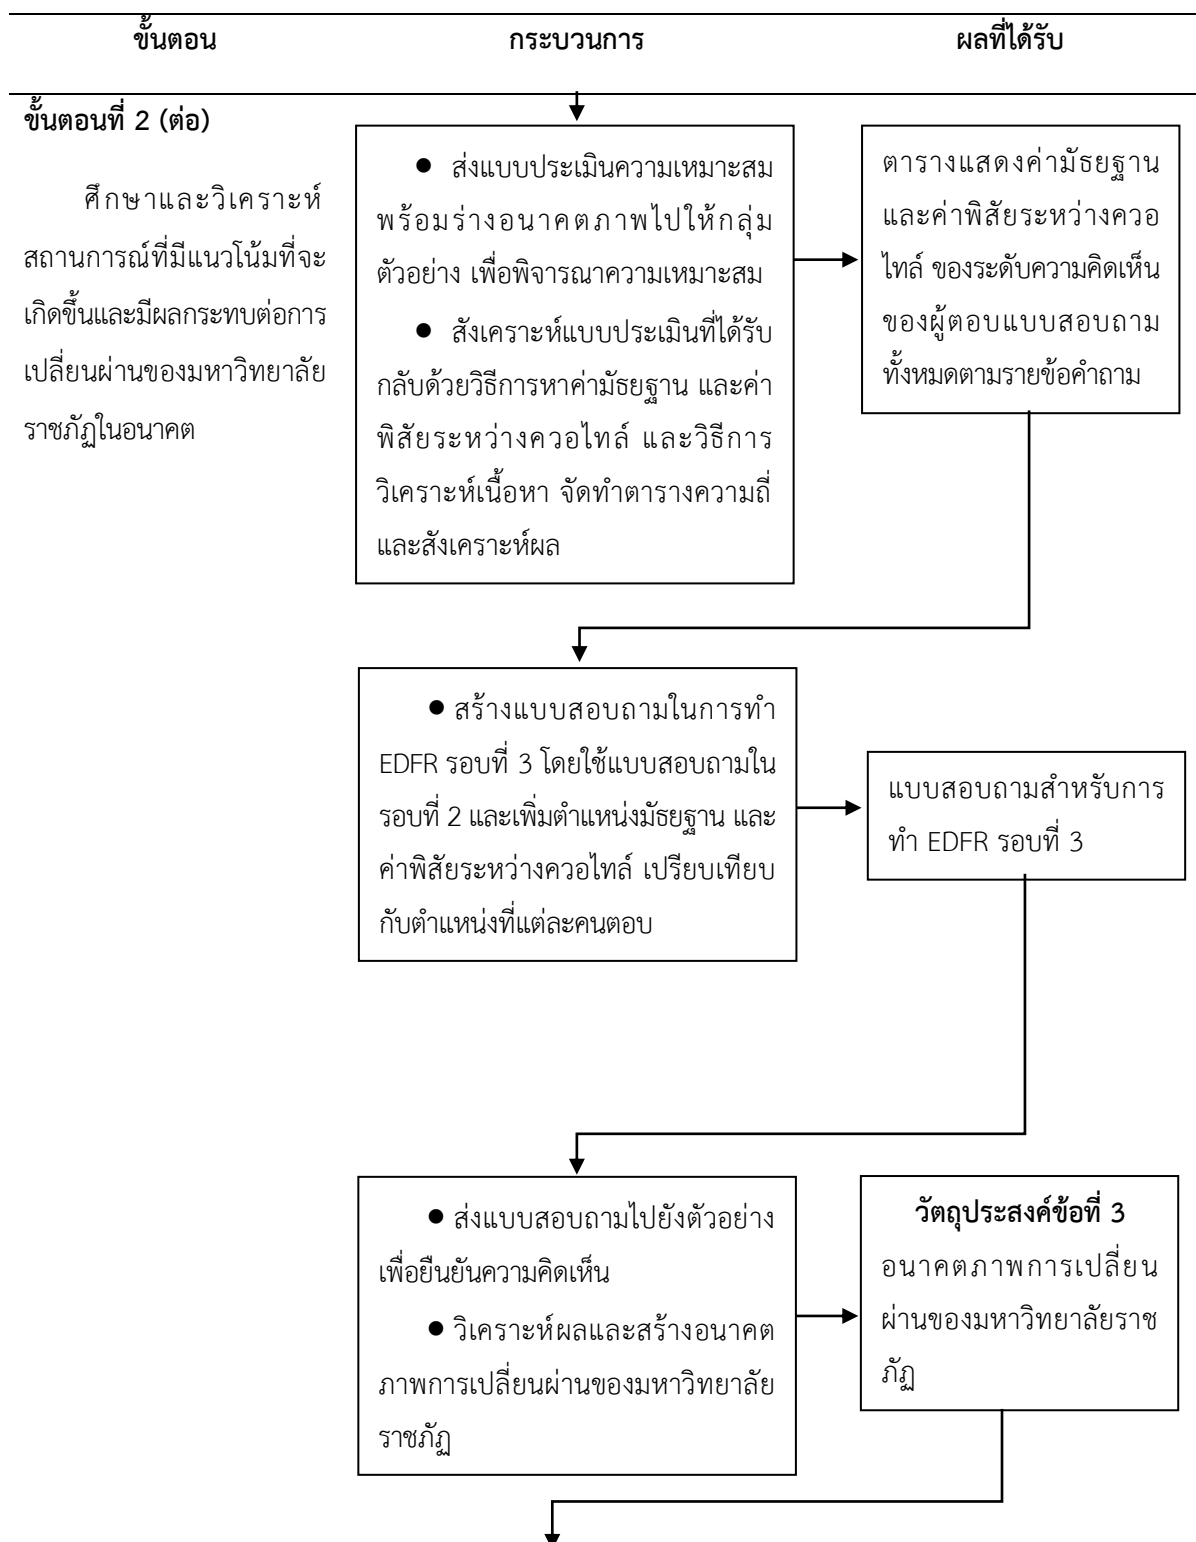 ขั้นตอน กระบวนการ ผลที่ได้รับ
ขั้นตอนที่ 2 (ต่อ)
ศึกษาและวิเคราะห์
สถานการณ์ที่มีแนวโน้มที่จะ
เกิดขึ้นและมีผลกระทบต่อการ
เปลี่ยนผ่านของมหาวิทยาลัย
ราชภัฏในอนาคต
● ส่งแบบประเมินความเหมาะสม
พร้อมร่างอนาคตภาพไปให้กลุ่ม
ตัวอย่าง เพื่อพิจารณาความเหมาะสม
● สังเคราะห์แบบประเมินที่ได้รับ
กลับด้วยวิธีการหาค่ามัธยฐาน และค่า
พิสัยระหว่างควอไทล์ และวิธีการ
วิเคราะห์เนื้อหา จัดทำตารางความถี่
และสังเคราะห์ผล
ตารางแสดงค่ามัธยฐาน
และค่าพิสัยระหว่างควอ
ไทล์ ของระดับความคิดเห็น
ของผู้ตอบแบบสอบถาม
ทั้งหมดตามรายข้อคำถาม
● สร้างแบบสอบถามในการทำ
EDFR รอบที่ 3 โดยใช้แบบสอบถามใน
รอบที่ 2 และเพิ่มตำแหน่งมัธยฐาน และ
ค่าพิสัยระหว่างควอไทล์ เปรียบเทียบ
กับตำแหน่งที่แต่ละคนตอบ
แบบสอบถามสำหรับการ
ทำ EDFR รอบที่ 3
● ส่งแบบสอบถามไปยังตัวอย่าง
เพื่อยืนยันความคิดเห็น
● วิเคราะห์ผลและสร้างอนาคต
ภาพการเปลี่ยนผ่านของมหาวิทยาลัย
ราชภัฏ
วัตถุประสงค์ข้อที่ 3
อนาคตภาพการเปลี่ยน
ผ่านของมหาวิทยาลัยราช
ภัฏ